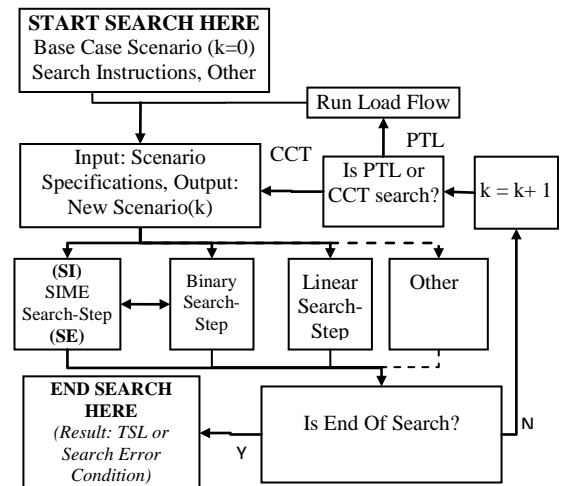 START SEARCH HERE
Base Case Scenario (k=0)
Search Instructions, Other
Run Load Flow
PTL
CCT
Input: Scenario
Specifications, Output:
New Scenario(k)
Is PTL or
CCT search?
k = k+ 1
(SI)
SIME
Search-Step
(SE)
Binary
Search-
Step
Linear
Search-
Step
Other
END SEARCH
HERE
(Result: TSL or
Search Error
Condition)
Y
Is End Of Search?
N